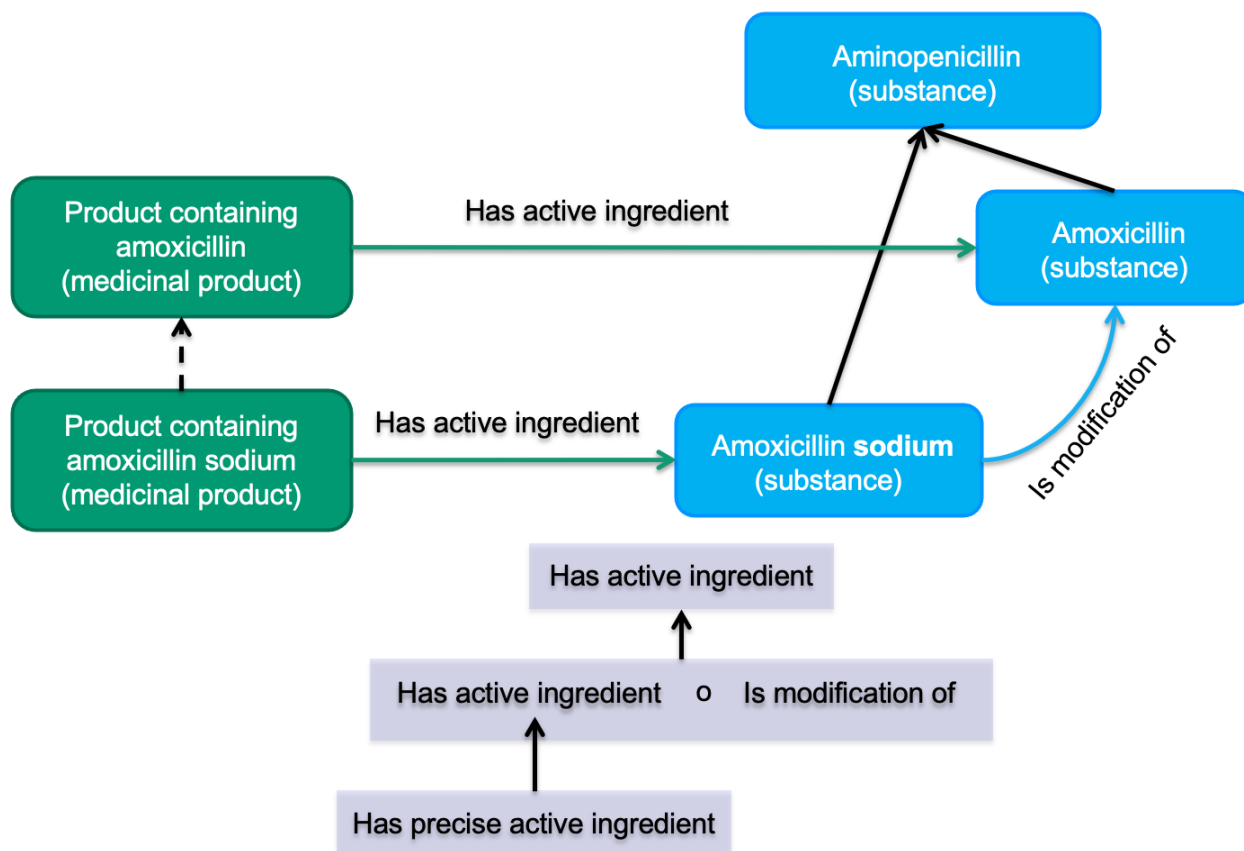 Aminopenicillin
(substance)
Product containing
amoxicillin
(medicinal product)
Has active ingredient
Amoxicillin
(substance)
Product containing
amoxicillin sodium
(medicinal product)
Has active ingredient
Amoxicillin sodium
(substance)
Is modification of
Has active ingredient
Has active ingredient o Is modification of
Has precise active ingredient